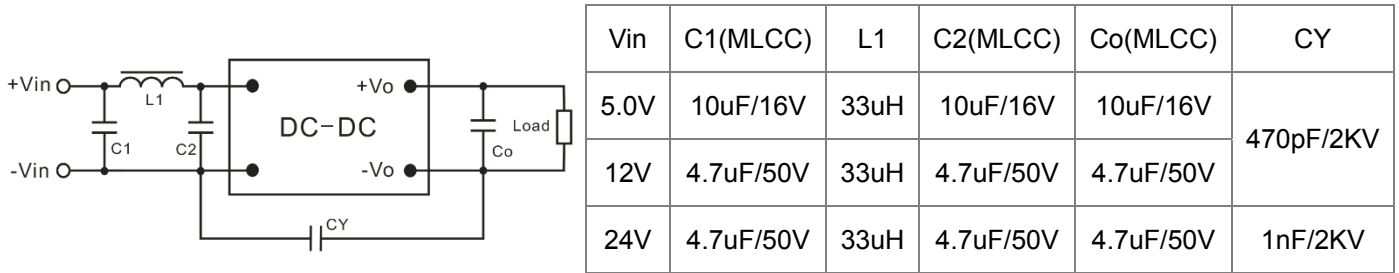 +Vin
L1
C1
C2
-Vin
DC-DC
+Vo
-Vo
Co
Load
CY
Vin C1(MLCC) L1 C2(MLCC) Co(MLCC) CY
5.0V 10uF/16V 33uH 10uF/16V 10uF/16V 470pF/2KV
12V 4.7uF/50V 33uH 4.7uF/50V 4.7uF/50V
24V 4.7uF/50V 33uH 4.7uF/50V 4.7uF/50V 1nF/2KV